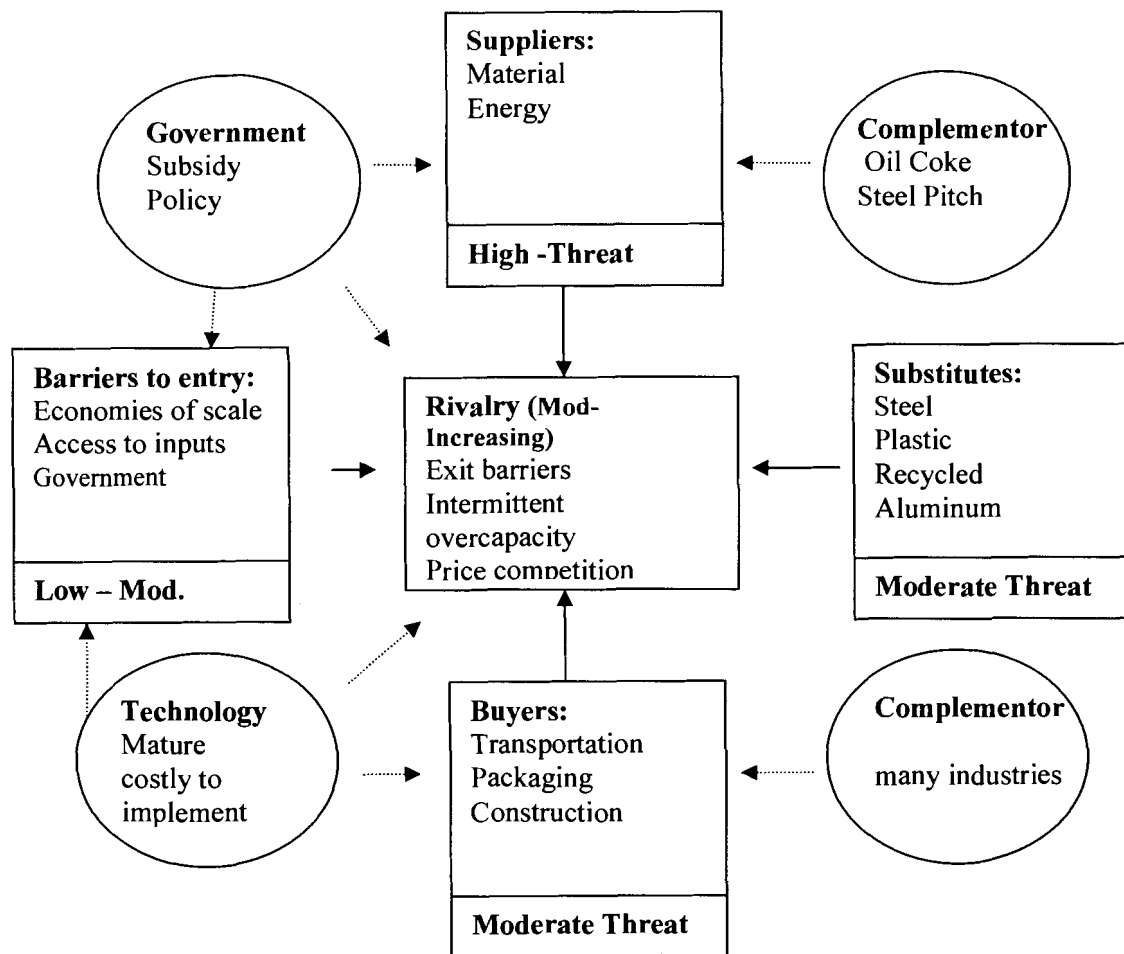 Suppliers:
Material
Energy
High -Threat
Government
Subsidy
Policy
Complementor
Oil Coke
Steel Pitch
Barriers to entry:
Economies of scale
Access to inputs
Government
Low – Mod.
Rivalry (Mod-
Increasing)
Exit barriers
Intermittent
overcapacity
Price competition
Substitutes:
Steel
Plastic
Recycled
Aluminum
Moderate Threat
Technology
Mature
costly to
implement
Buyers:
Transportation
Packaging
Construction
Moderate Threat
Complementor
many industries